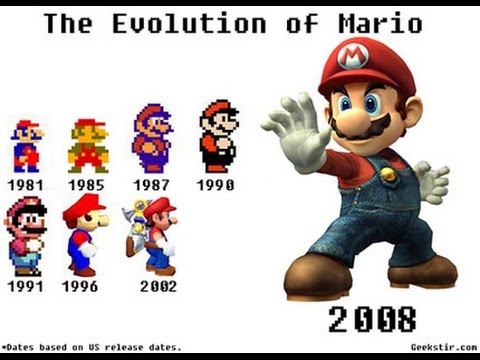 The Evolution of Mario
M
1981 1985 1987 1990
1991 1996 2002
2008
*Dates based on US release dates.
Geekstir.com